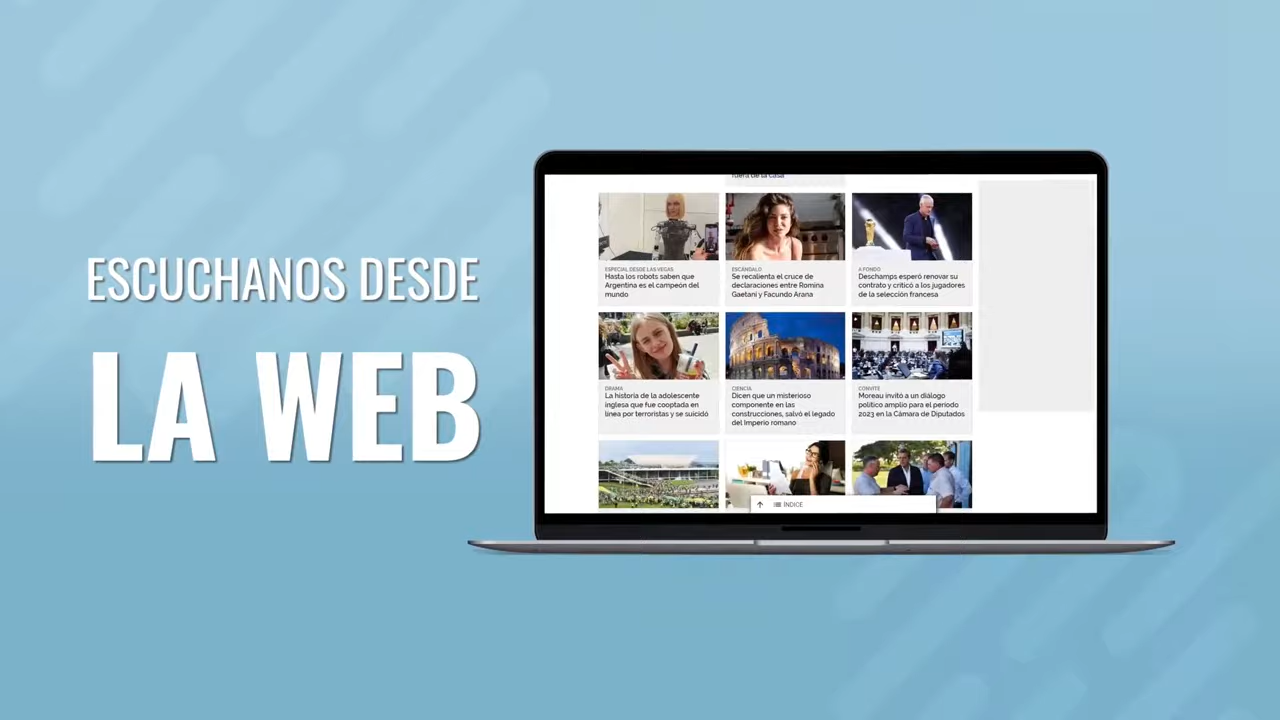 ESCUCHANOS DESDE
LA WEB
fuera de la casa
ESPECIAL DESDE LAS VEGAS
Hasta los robots saben que
Argentina es el campeón del
mundo
ESCÁNDALO
Se recalienta el cruce de
declaraciones entre Romina
Gaetani y Facundo Arana
A FONDO
Deschamps esperó renovar su
contrato y criticó a los jugadores
de la selección francesa
DRAMA
La historia de la adolescente
inglesa que fue cooptada en
línea por terroristas y se suicidó
CIENCIA
Dicen que un misterioso
componente en las
construcciones, salvó el legado
del Imperio romano
CONVITE
Moreau invitó a un diálogo
político amplio para el período
2023 en la Cámara de Diputados
ÍNDICE